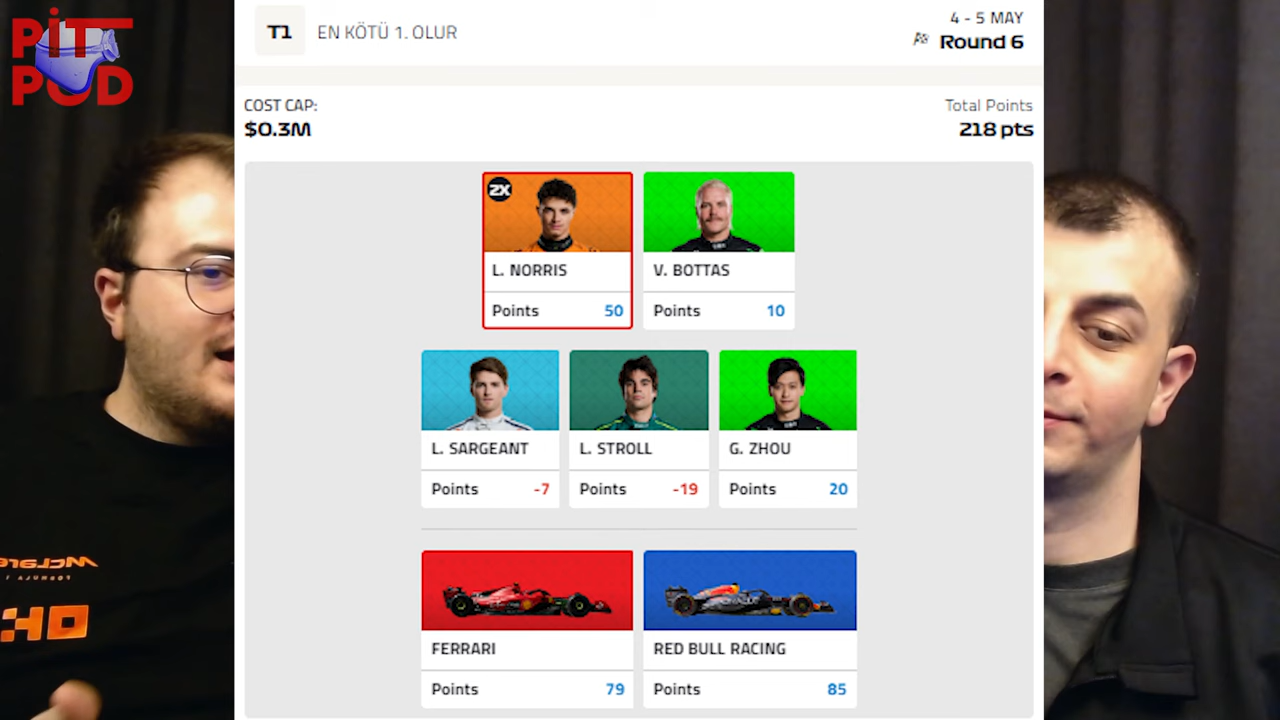 PiT
POD
T1
EN KÖTÜ 1. OLUR
4 - 5 MAY
Round 6
COST CAP:
$0.3M
Total Points
218 pts
2X
L. NORRIS
Points 50
V. BOTTAS
Points 10
L. SARGEANT
Points -7
L. STROLL
Points -19
G. ZHOU
Points 20
FERRARI
Points 79
RED BULL RACING
Points 85